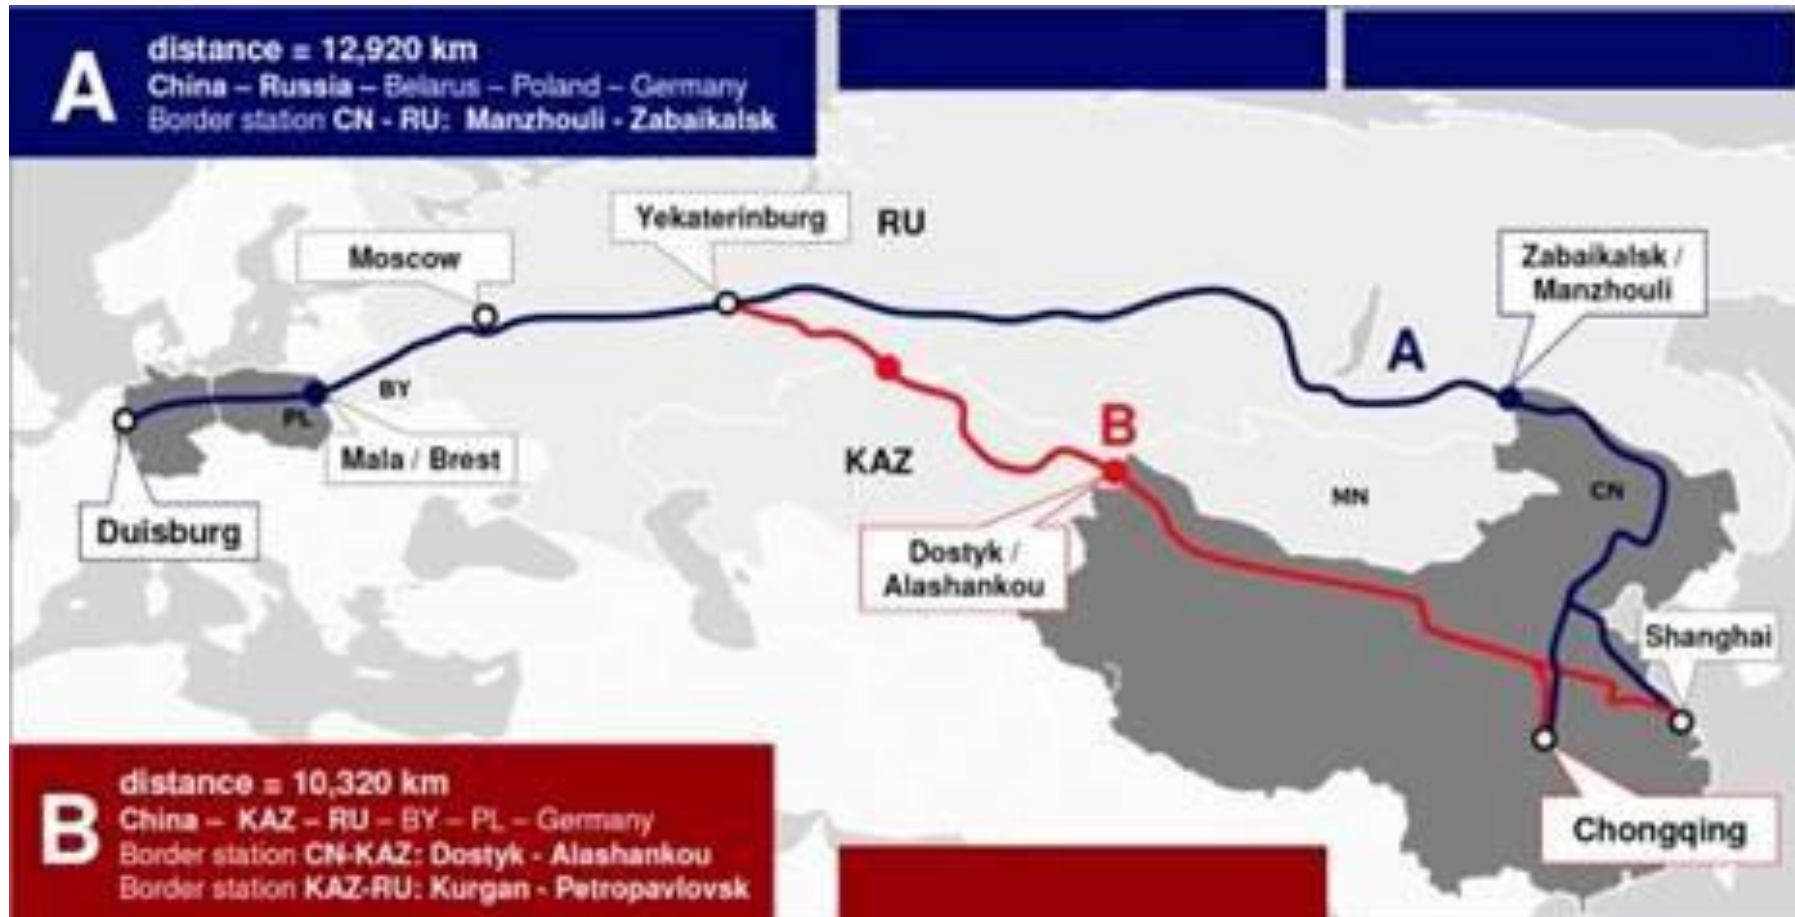 A
distance = 12,920 km
China – Russia – Belarus – Poland – Germany
Border station CN - RU: Manzhouli - Zabaikalsk
Yekaterinburg
RU
Moscow
Zabaikalsk /
Manzhouli
A
BY
PL
Mala / Brest
B
KAZ
MN
CN
Duisburg
Dostyk /
Alashankou
Shanghai
Chongqing
B
distance = 10,320 km
China – KAZ – RU – BY – PL – Germany
Border station CN-KAZ: Dostyk - Alashankou
Border station KAZ-RU: Kurgan - Petropavlovsk